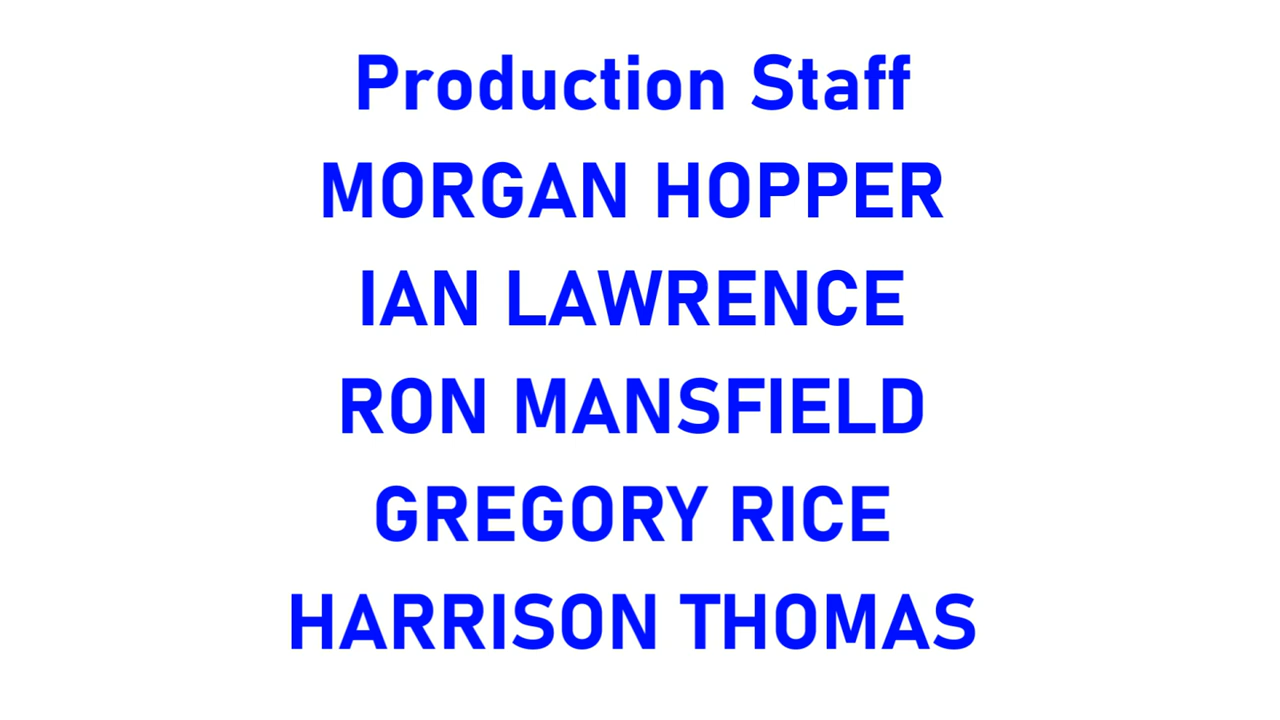 Production Staff
MORGAN HOPPER
IAN LAWRENCE
RON MANSFIELD
GREGORY RICE
HARRISON THOMAS